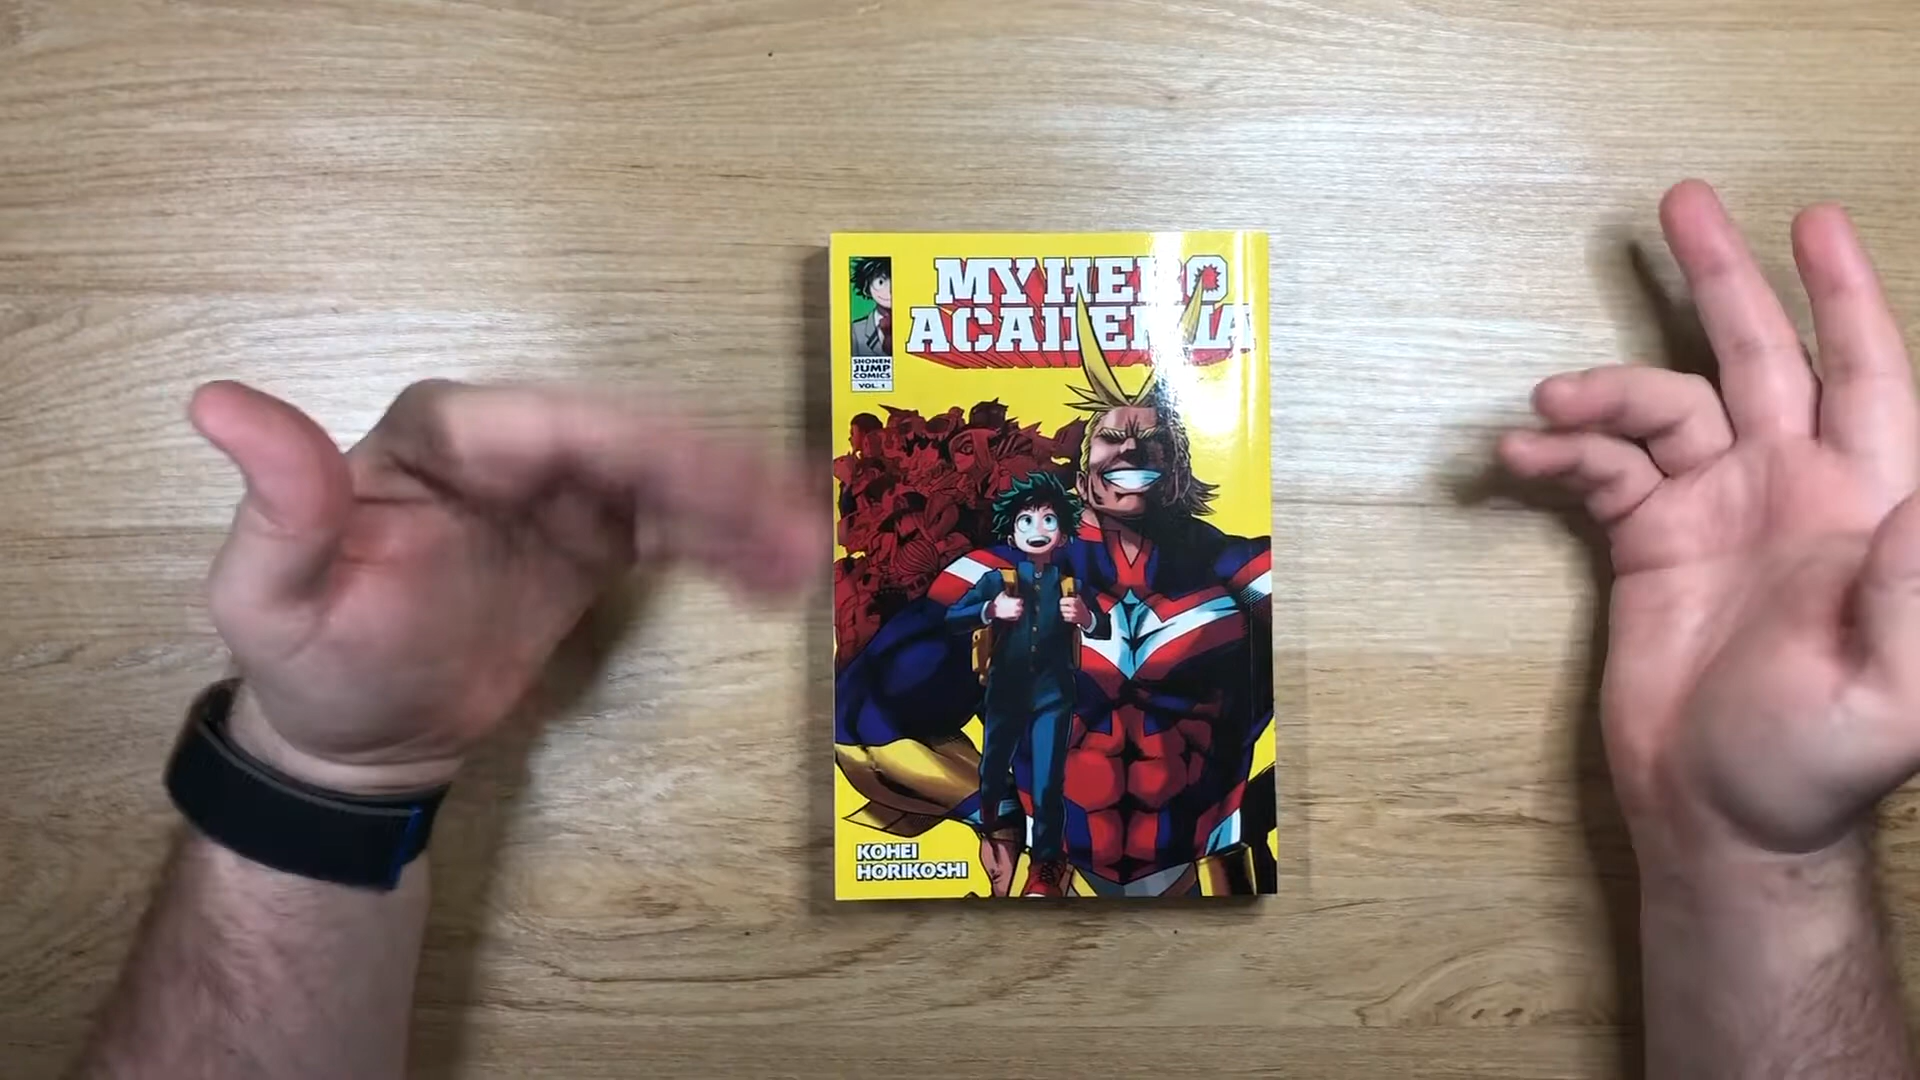 MY HERO
ACADEMIA
SHONEN
JUMP
COMICS
VOL. 1
KOHEI
HORIKOSHI